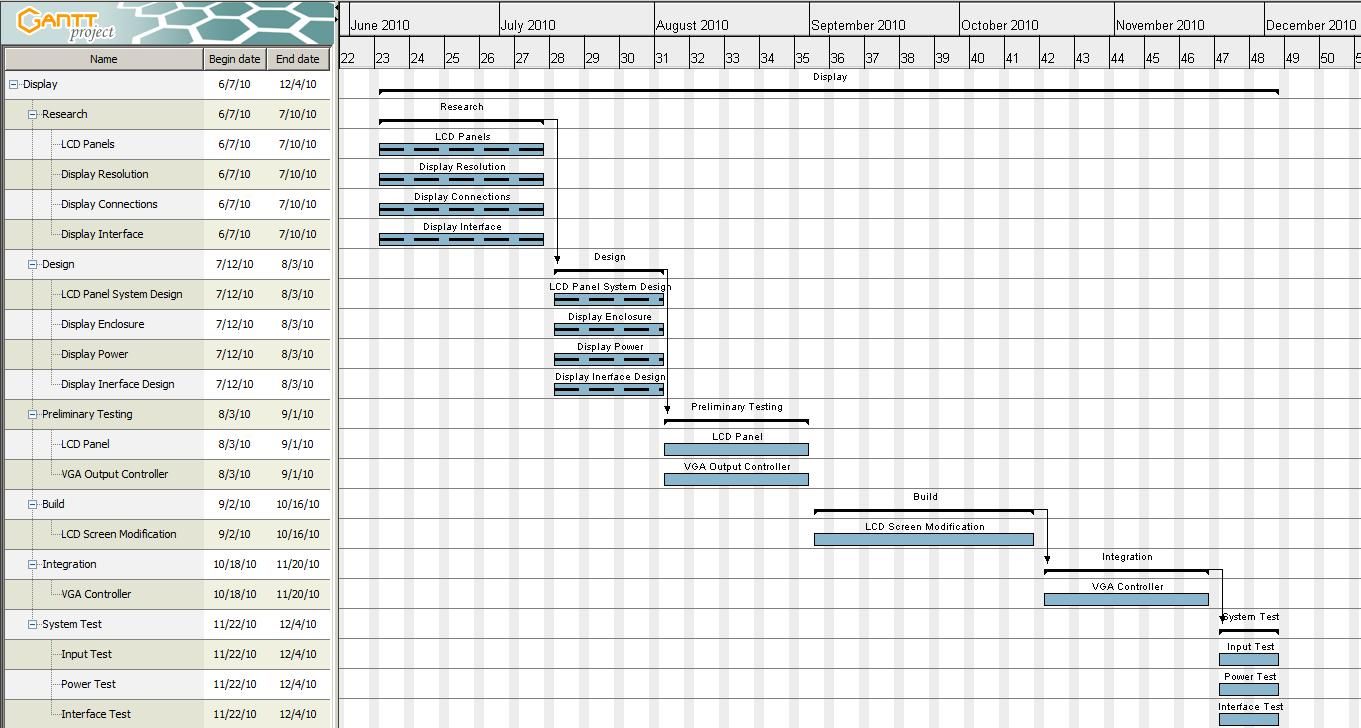 GANTT project
June 2010 July 2010 August 2010 September 2010 October 2010 November 2010 December 2010
Name Begin date End date 22 23 24 25 26 27 28 29 30 31 32 33 34 35 36 37 38 39 40 41 42 43 44 45 46 47 48 49 50
Display 6/7/10 12/4/10 Display
Research 6/7/10 7/10/10 Research
LCD Panels 6/7/10 7/10/10 LCD Panels
Display Resolution 6/7/10 7/10/10 Display Resolution
Display Connections 6/7/10 7/10/10 Display Connections
Display Interface 6/7/10 7/10/10 Display Interface
Design 7/12/10 8/3/10 Design
LCD Panel System Design 7/12/10 8/3/10 LCD Panel System Design
Display Enclosure 7/12/10 8/3/10 Display Enclosure
Display Power 7/12/10 8/3/10 Display Power
Display Inerface Design 7/12/10 8/3/10 Display Inerface Design
Preliminary Testing 8/3/10 9/1/10 Preliminary Testing
LCD Panel 8/3/10 9/1/10 LCD Panel
VGA Output Controller 8/3/10 9/1/10 VGA Output Controller
Build 9/2/10 10/16/10 Build
LCD Screen Modification 9/2/10 10/16/10 LCD Screen Modification
Integration 10/18/10 11/20/10 Integration
VGA Controller 10/18/10 11/20/10 VGA Controller
System Test 11/22/10 12/4/10 System Test
Input Test 11/22/10 12/4/10 Input Test
Power Test 11/22/10 12/4/10 Power Test
Interface Test 11/22/10 12/4/10 Interface Test